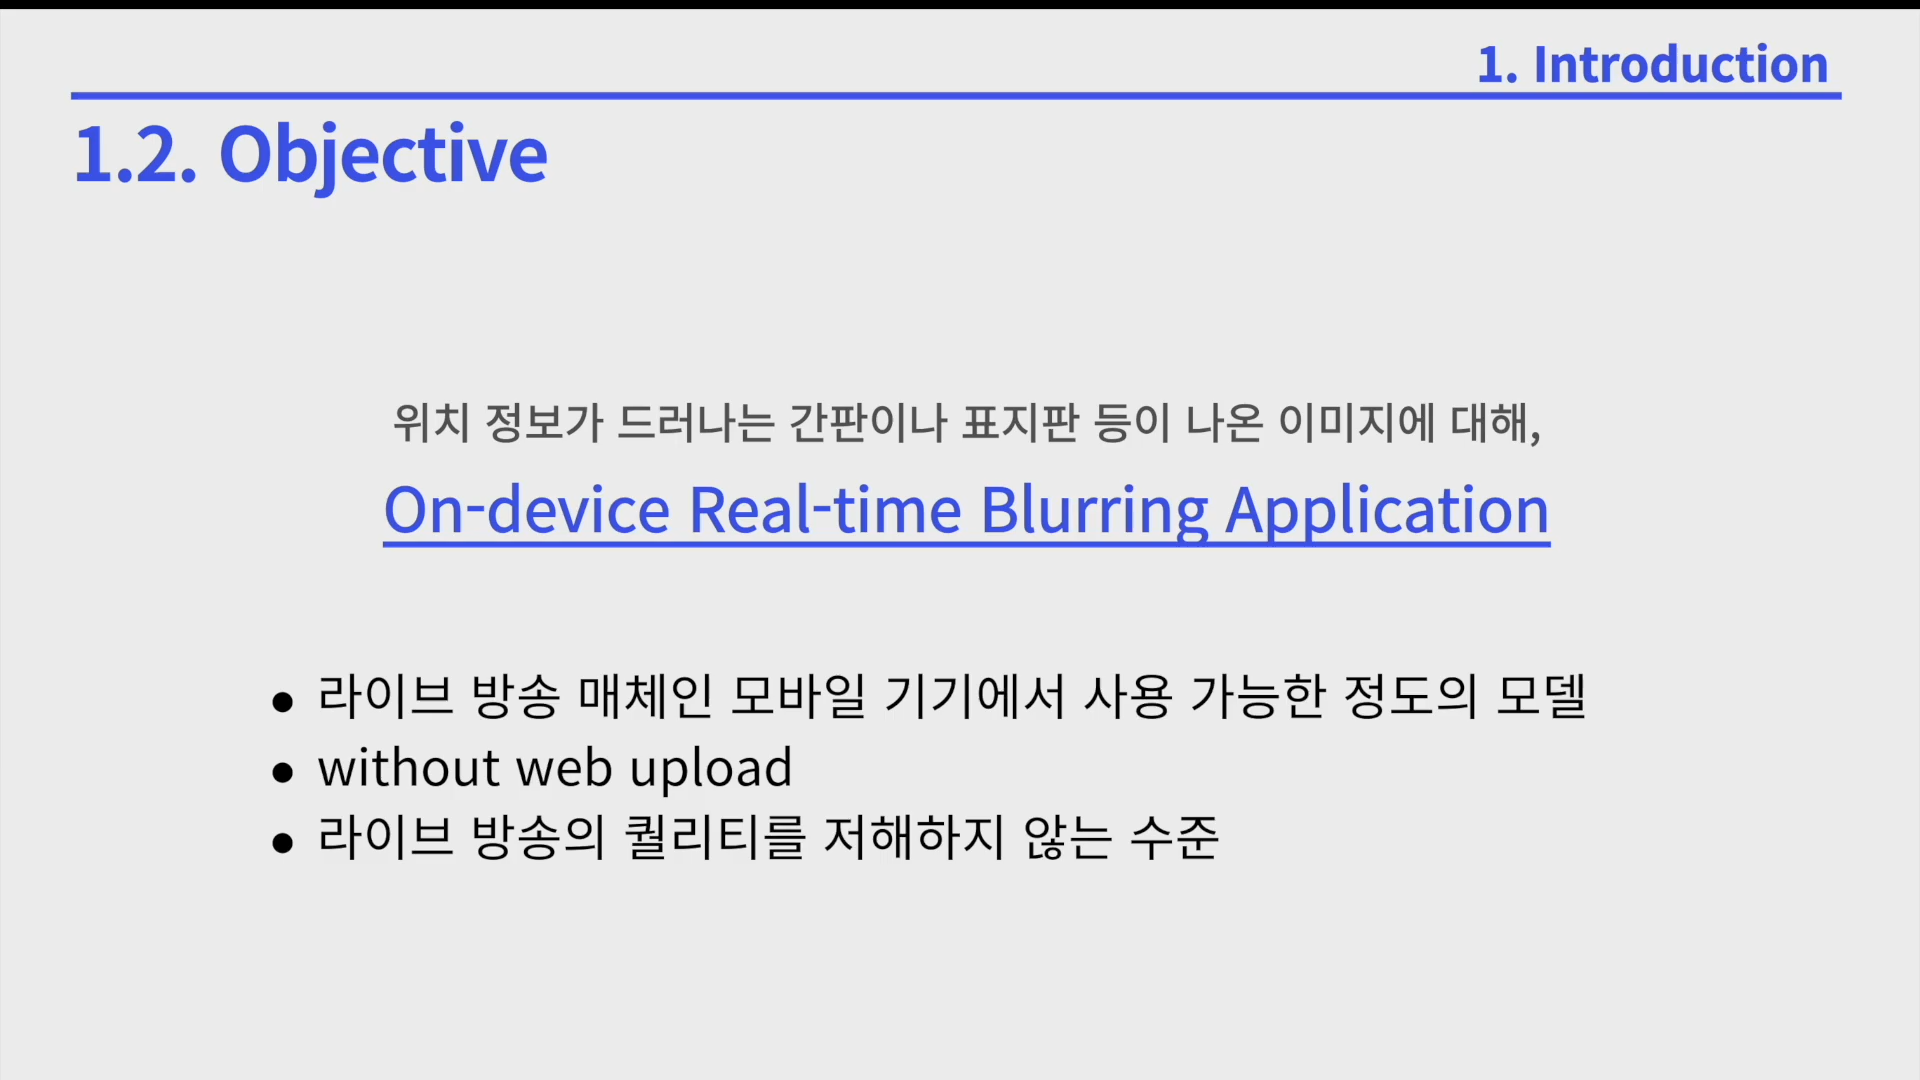 1. Introduction
1.2. Objective
위치 정보가 드러나는 간판이나 표지판 등이 나온 이미지에 대해,
On-device Real-time Blurring Application
● 라이브 방송 매체인 모바일 기기에서 사용 가능한 정도의 모델
● without web upload
● 라이브 방송의 퀄리티를 저해하지 않는 수준